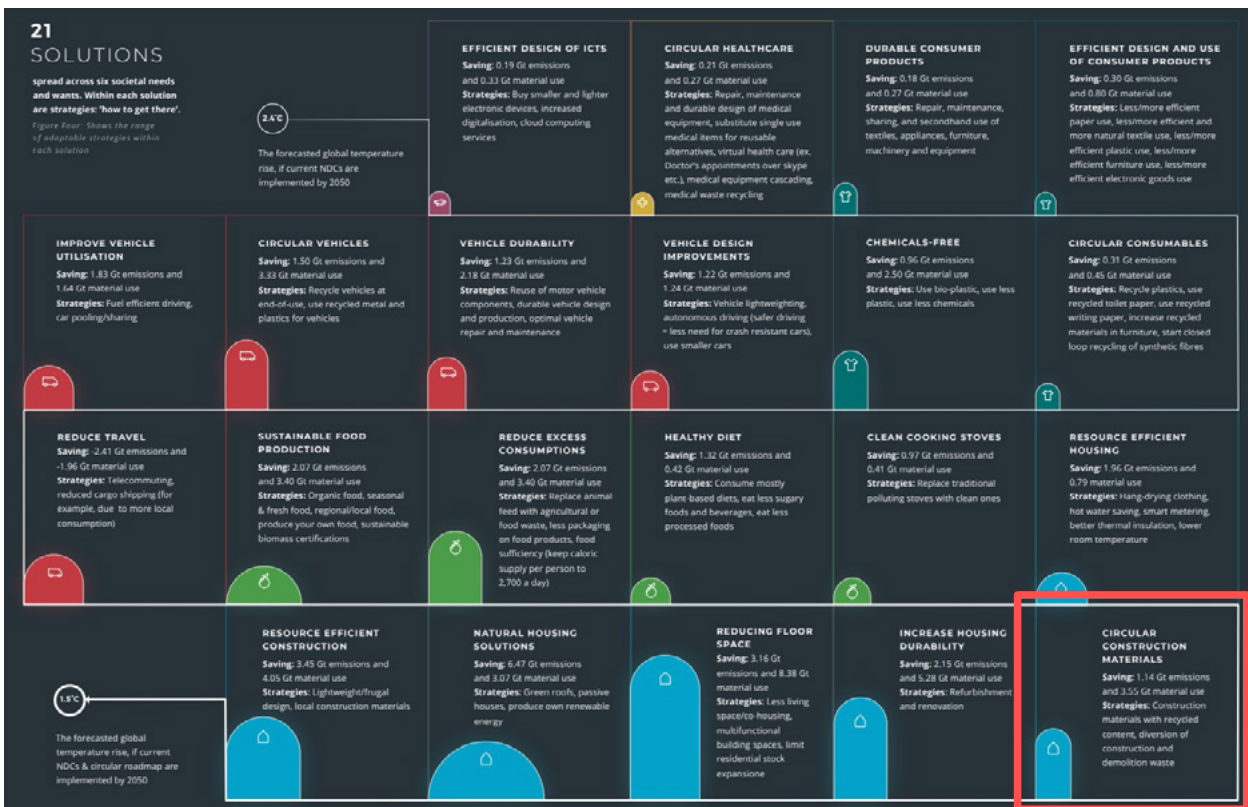 21
SOLUTIONS
spread across six societal needs
and wants. Within each solution
are strategies: 'how to get there'.
Figure Four: Shows the range
of adoptable strategies within
each solution
2.4°C
The forecasted global temperature
rise, if current NDCs are
implemented by 2050
EFFICIENT DESIGN OF ICTS
Saving: 0.19 Gt emissions
and 0.33 Gt material use
Strategies: Buy smaller and lighter
electronic devices, increased
digitalisation, cloud computing
services
CIRCULAR HEALTHCARE
Saving: 0.21 Gt emissions
and 0.27 Gt material use
Strategies: Repair, maintenance
and durable design of medical
equipment, substitute single use
medical items for reusable
alternatives, virtual health care (ex.
Doctor's appointments over skype
etc.), medical equipment cascading,
medical waste recycling
DURABLE CONSUMER
PRODUCTS
Saving: 0.18 Gt emissions
and 0.27 Gt material use
Strategies: Repair, maintenance,
sharing, and secondhand use of
textiles, appliances, furniture,
machinery and equipment
EFFICIENT DESIGN AND USE
OF CONSUMER PRODUCTS
Saving: 0.30 Gt emissions
and 0.80 Gt material use
Strategies: Less/more efficient
paper use, less/more efficient and
more natural textile use, less/more
efficient plastic use, less/more
efficient furniture use, less/more
efficient electronic goods use
IMPROVE VEHICLE
UTILISATION
Saving: 1.83 Gt emissions and
1.64 Gt material use
Strategies: Fuel efficient driving,
car pooling/sharing
CIRCULAR VEHICLES
Saving: 1.50 Gt emissions and
3.33 Gt material use
Strategies: Recycle vehicles at
end-of-use, use recycled metal and
plastics for vehicles
VEHICLE DURABILITY
Saving: 1.23 Gt emissions and
2.18 Gt material use
Strategies: Reuse of motor vehicle
components, durable vehicle design
and production, optimal vehicle
repair and maintenance
VEHICLE DESIGN
IMPROVEMENTS
Saving: 1.22 Gt emissions and
1.24 Gt material use
Strategies: Vehicle lightweighting,
autonomous driving (safer driving
= less need for crash resistant cars),
use smaller cars
CHEMICALS-FREE
Saving: 0.96 Gt emissions
and 2.50 Gt material use
Strategies: Use bio-plastic, use less
plastic, use less chemicals
CIRCULAR CONSUMABLES
Saving: 0.31 Gt emissions
and 0.45 Gt material use
Strategies: Recycle plastics, use
recycled toilet paper, use recycled
writing paper, increase recycled
materials in furniture, start closed
loop recycling of synthetic fibres
REDUCE TRAVEL
Saving: -2.41 Gt emissions and
-1.96 Gt material use
Strategies: Telecommuting,
reduced cargo shipping (for
example, due to more local
consumption)
SUSTAINABLE FOOD
PRODUCTION
Saving: 2.07 Gt emissions
and 3.40 Gt material use
Strategies: Organic food, seasonal
& fresh food, regional/local food,
produce your own food, sustainable
biomass certifications
REDUCE EXCESS
CONSUMPTIONS
Saving: 2.07 Gt emissions
and 3.40 Gt material use
Strategies: Replace animal
feed with agricultural or
food waste, less packaging
on food products, food
sufficiency (keep caloric
supply per person to
2,700 a day)
HEALTHY DIET
Saving: 1.32 Gt emissions and
0.42 Gt material use
Strategies: Consume mostly
plant-based diets, eat less sugary
foods and beverages, eat less
processed foods
CLEAN COOKING STOVES
Saving: 0.97 Gt emissions and
0.41 Gt material use
Strategies: Replace traditional
polluting stoves with clean ones
RESOURCE EFFICIENT
HOUSING
Saving: 1.96 Gt emissions and
0.79 material use
Strategies: Hang-drying clothing,
hot water saving, smart metering,
better thermal insulation, lower
room temperature
1.5°C
The forecasted global
temperature rise, if current
NDCs & circular roadmap are
implemented by 2050
RESOURCE EFFICIENT
CONSTRUCTION
Saving: 3.45 Gt emissions and
4.05 Gt material use
Strategies: Lightweight/frugal
design, local construction materials
NATURAL HOUSING
SOLUTIONS
Saving: 6.47 Gt emissions
and 3.07 Gt material use
Strategies: Green roofs, passive
houses, produce own renewable
energy
REDUCING FLOOR
SPACE
Saving: 3.16 Gt
emissions and 8.38 Gt
material use
Strategies: Less living
space/co-housing,
multifunctional
building spaces, limit
residential stock
expansione
INCREASE HOUSING
DURABILITY
Saving: 2.15 Gt emissions
and 5.28 Gt material use
Strategies: Refurbishment
and renovation
CIRCULAR
CONSTRUCTION
MATERIALS
Saving: 1.14 Gt emissions
and 3.55 Gt material use
Strategies: Construction
materials with recycled
content, diversion of
construction and
demolition waste